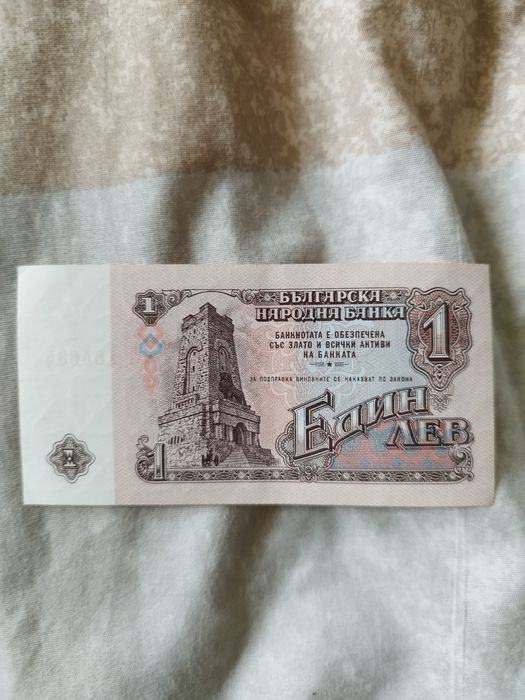 1
БЪЛГАРСКА
НАРОДНА БАНКА
1
БАНКНОТАТА Е ОБЕЗПЕЧЕНА
СЪС ЗЛАТО И ВСИЧКИ АКТИВИ
НА БАНКАТА
ЗА ПОДПРАВКА ВИНОВНИТЕ СЕ НАКАЗВАТ ПО ЗАКОНА
ЕДИН
ЛЕВ
1
1